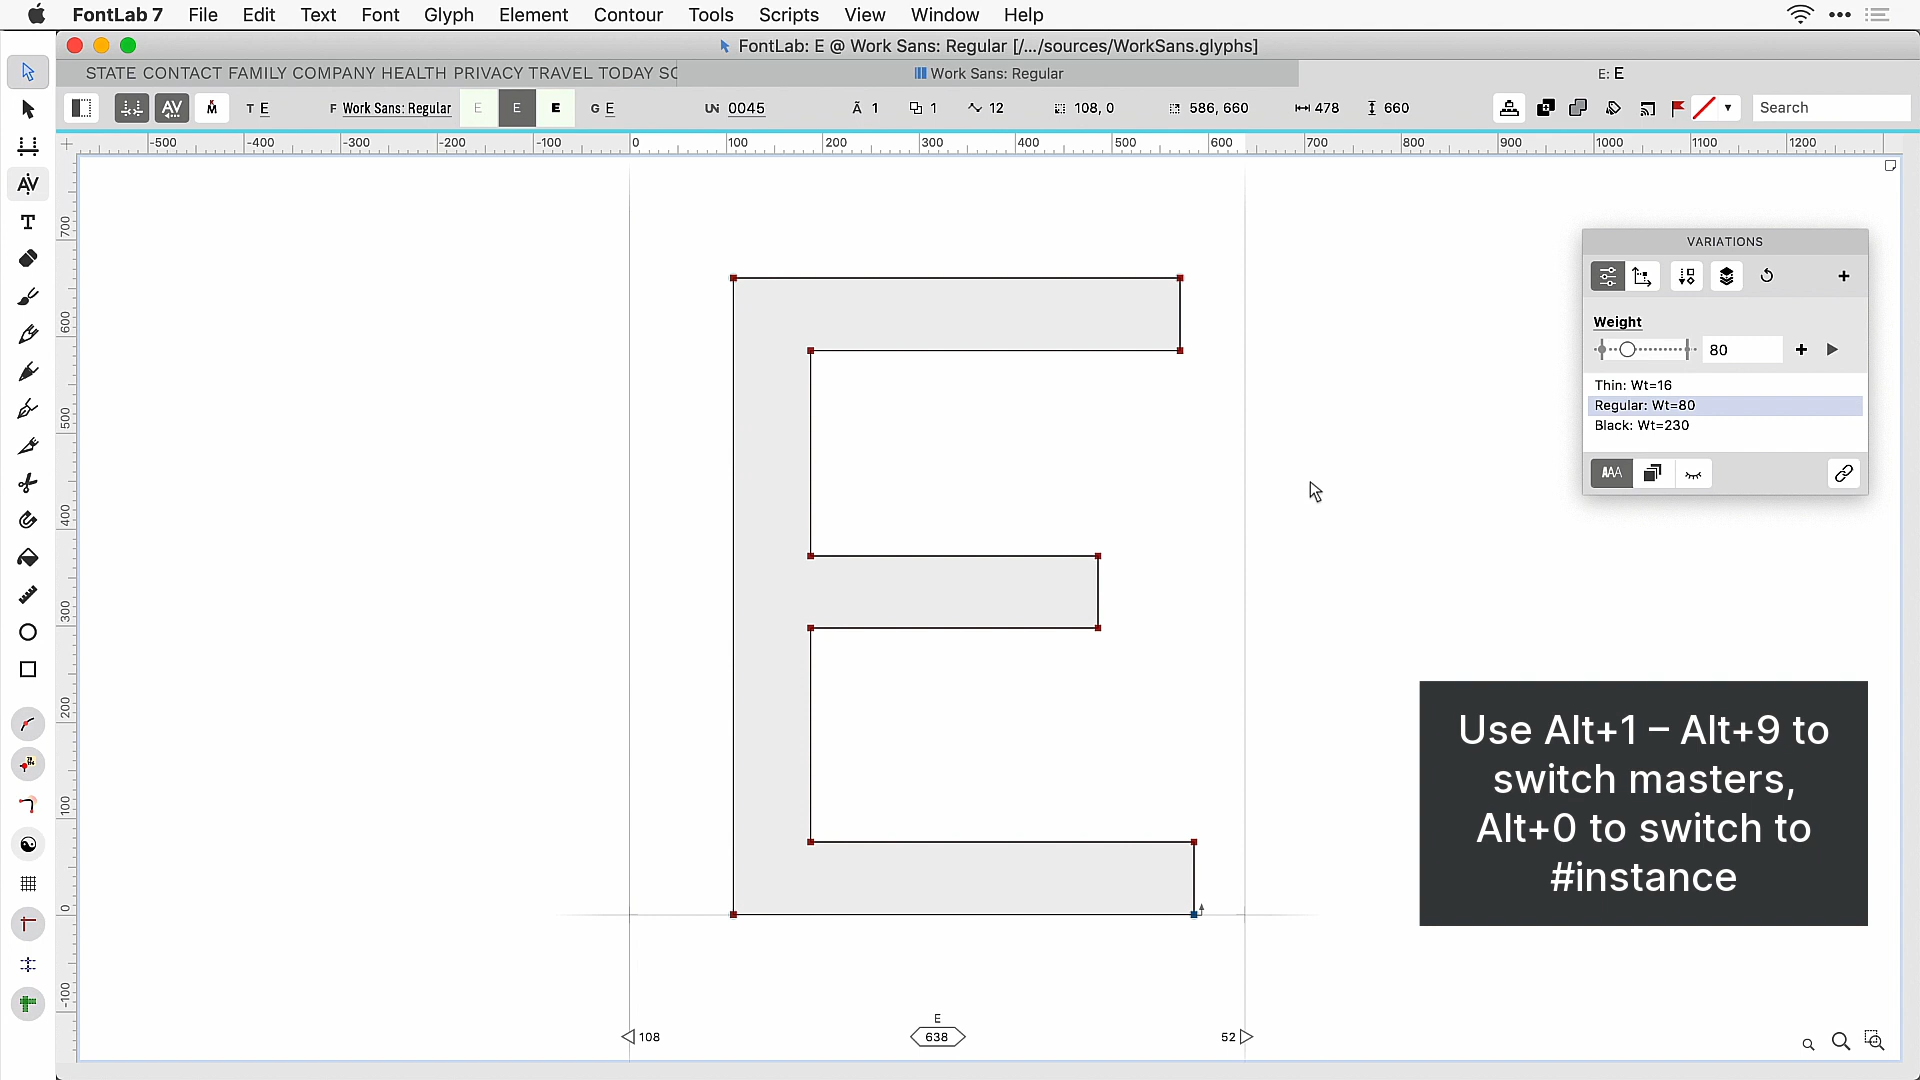 FontLab 7 File Edit Text Font Glyph Element Contour Tools Scripts View Window Help
FontLab: E @ Work Sans: Regular [/.../sources/WorkSans.glyphs]
STATE CONTACT FAMILY COMPANY HEALTH PRIVACY TRAVEL TODAY SC
Work Sans: Regular
E: E
T E F Work Sans: Regular E E E G E UN 0045 Ā 1 1 12 108, 0 586, 660 478 660 Search
-500 -400 -300 -200 -100 0 100 200 300 400 500 600 700 800 900 1000 1100 1200
700
600
500
400
300
200
100
0
-100
VARIATIONS
Weight
80
Thin: Wt=16
Regular: Wt=80
Black: Wt=230
AAA
Use Alt+1 – Alt+9 to
switch masters,
Alt+0 to switch to
#instance
E
108 638 52